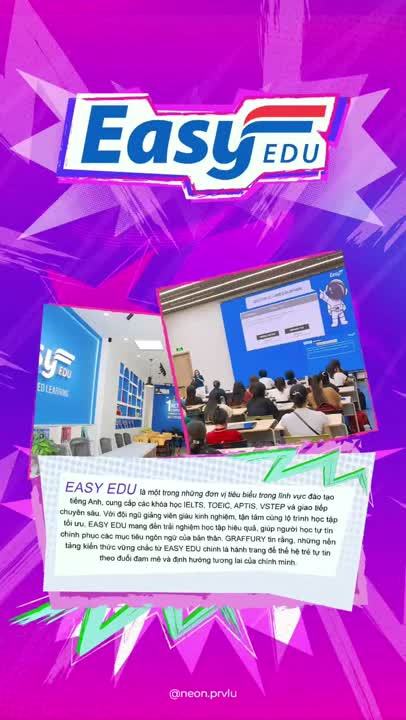 Easy EDU
Easy
sy
EDU
ED LEARNING
EASY EDU là một trong những đơn vị tiêu biểu trong lĩnh vực đào tạo
tiếng Anh, cung cấp các khóa học IELTS, TOEIC, APTIS, VSTEP và giao tiếp
chuyên sâu. Với đội ngũ giảng viên giàu kinh nghiệm, tận tâm cùng lộ trình học tập
tối ưu, EASY EDU mang đến trải nghiệm học tập hiệu quả, giúp người học tự tin
chinh phục các mục tiêu ngôn ngữ của bản thân. GRAFFURY tin rằng, những nền
tảng kiến thức vững chắc từ EASY EDU chính là hành trang để thế hệ trẻ tự tin
theo đuổi đam mê và định hướng tương lai của chính mình.
@neon.prvlu